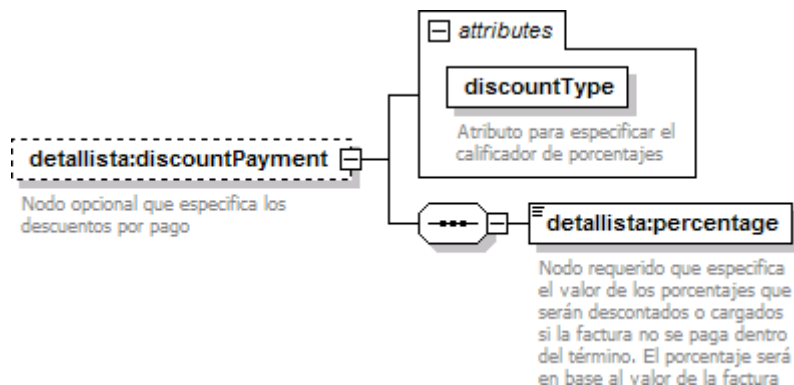 attributes
discountType
Atributo para especificar el
calificador de porcentajes
detallista:discountPayment
Nodo opcional que especifica los
descuentos por pago
detallista:percentage
Nodo requerido que especifica
el valor de los porcentajes que
serán descontados o cargados
si la factura no se paga dentro
del término. El porcentaje será
en base al valor de la factura